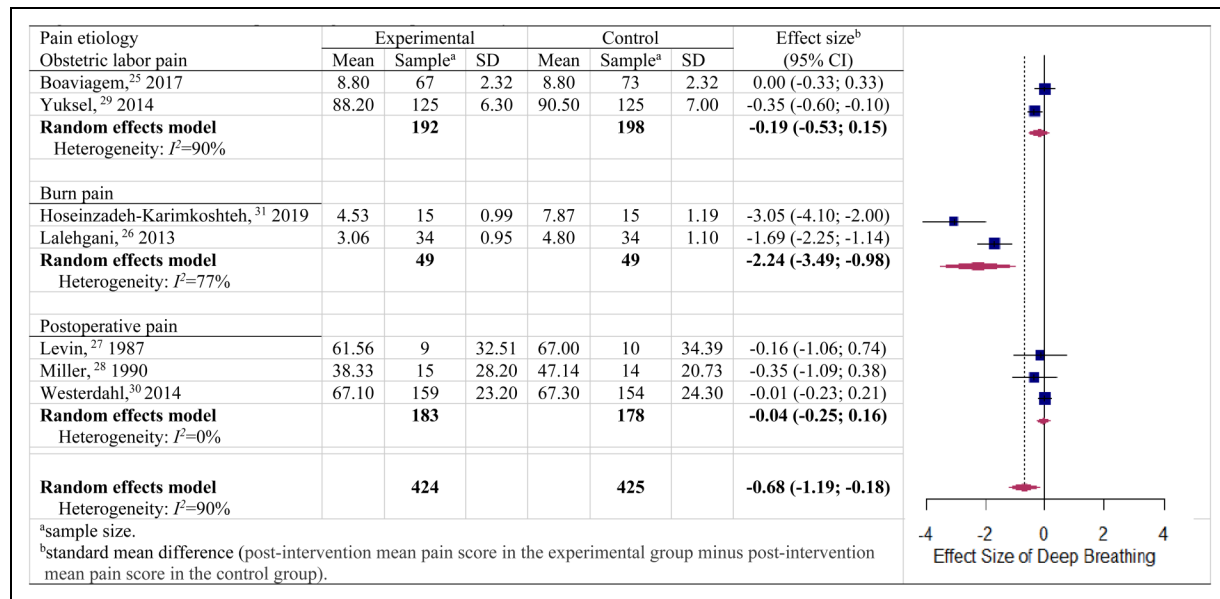 Pain etiology Experimental Control Effect sizeᵇ
Obstetric labor pain Mean Sampleᵃ SD Mean Sampleᵃ SD (95% CI)
Boaviagem,²⁵ 2017 8.80 67 2.32 8.80 73 2.32 0.00 (-0.33; 0.33)
Yuksel, ²⁹ 2014 88.20 125 6.30 90.50 125 7.00 -0.35 (-0.60; -0.10)
Random effects model 192 198 -0.19 (-0.53; 0.15)
Heterogeneity: I²=90%
Burn pain
Hoseinzadeh-Karimkoshteh, ³¹ 2019 4.53 15 0.99 7.87 15 1.19 -3.05 (-4.10; -2.00)
Lalehgani,²⁶ 2013 3.06 34 0.95 4.80 34 1.10 -1.69 (-2.25; -1.14)
Random effects model 49 49 -2.24 (-3.49; -0.98)
Heterogeneity: I²=77%
Postoperative pain
Levin, ²⁷ 1987 61.56 9 32.51 67.00 10 34.39 -0.16 (-1.06; 0.74)
Miller, ²⁸ 1990 38.33 15 28.20 47.14 14 20.73 -0.35 (-1.09; 0.38)
Westerdahl,³⁰ 2014 67.10 159 23.20 67.30 154 24.30 -0.01 (-0.23; 0.21)
Random effects model 183 178 -0.04 (-0.25; 0.16)
Heterogeneity: I²=0%
Random effects model 424 425 -0.68 (-1.19; -0.18)
Heterogeneity: I²=90%
ᵃsample size.
ᵇstandard mean difference (post-intervention mean pain score in the experimental group minus post-intervention
mean pain score in the control group).
-4 -2 0 2 4
Effect Size of Deep Breathing